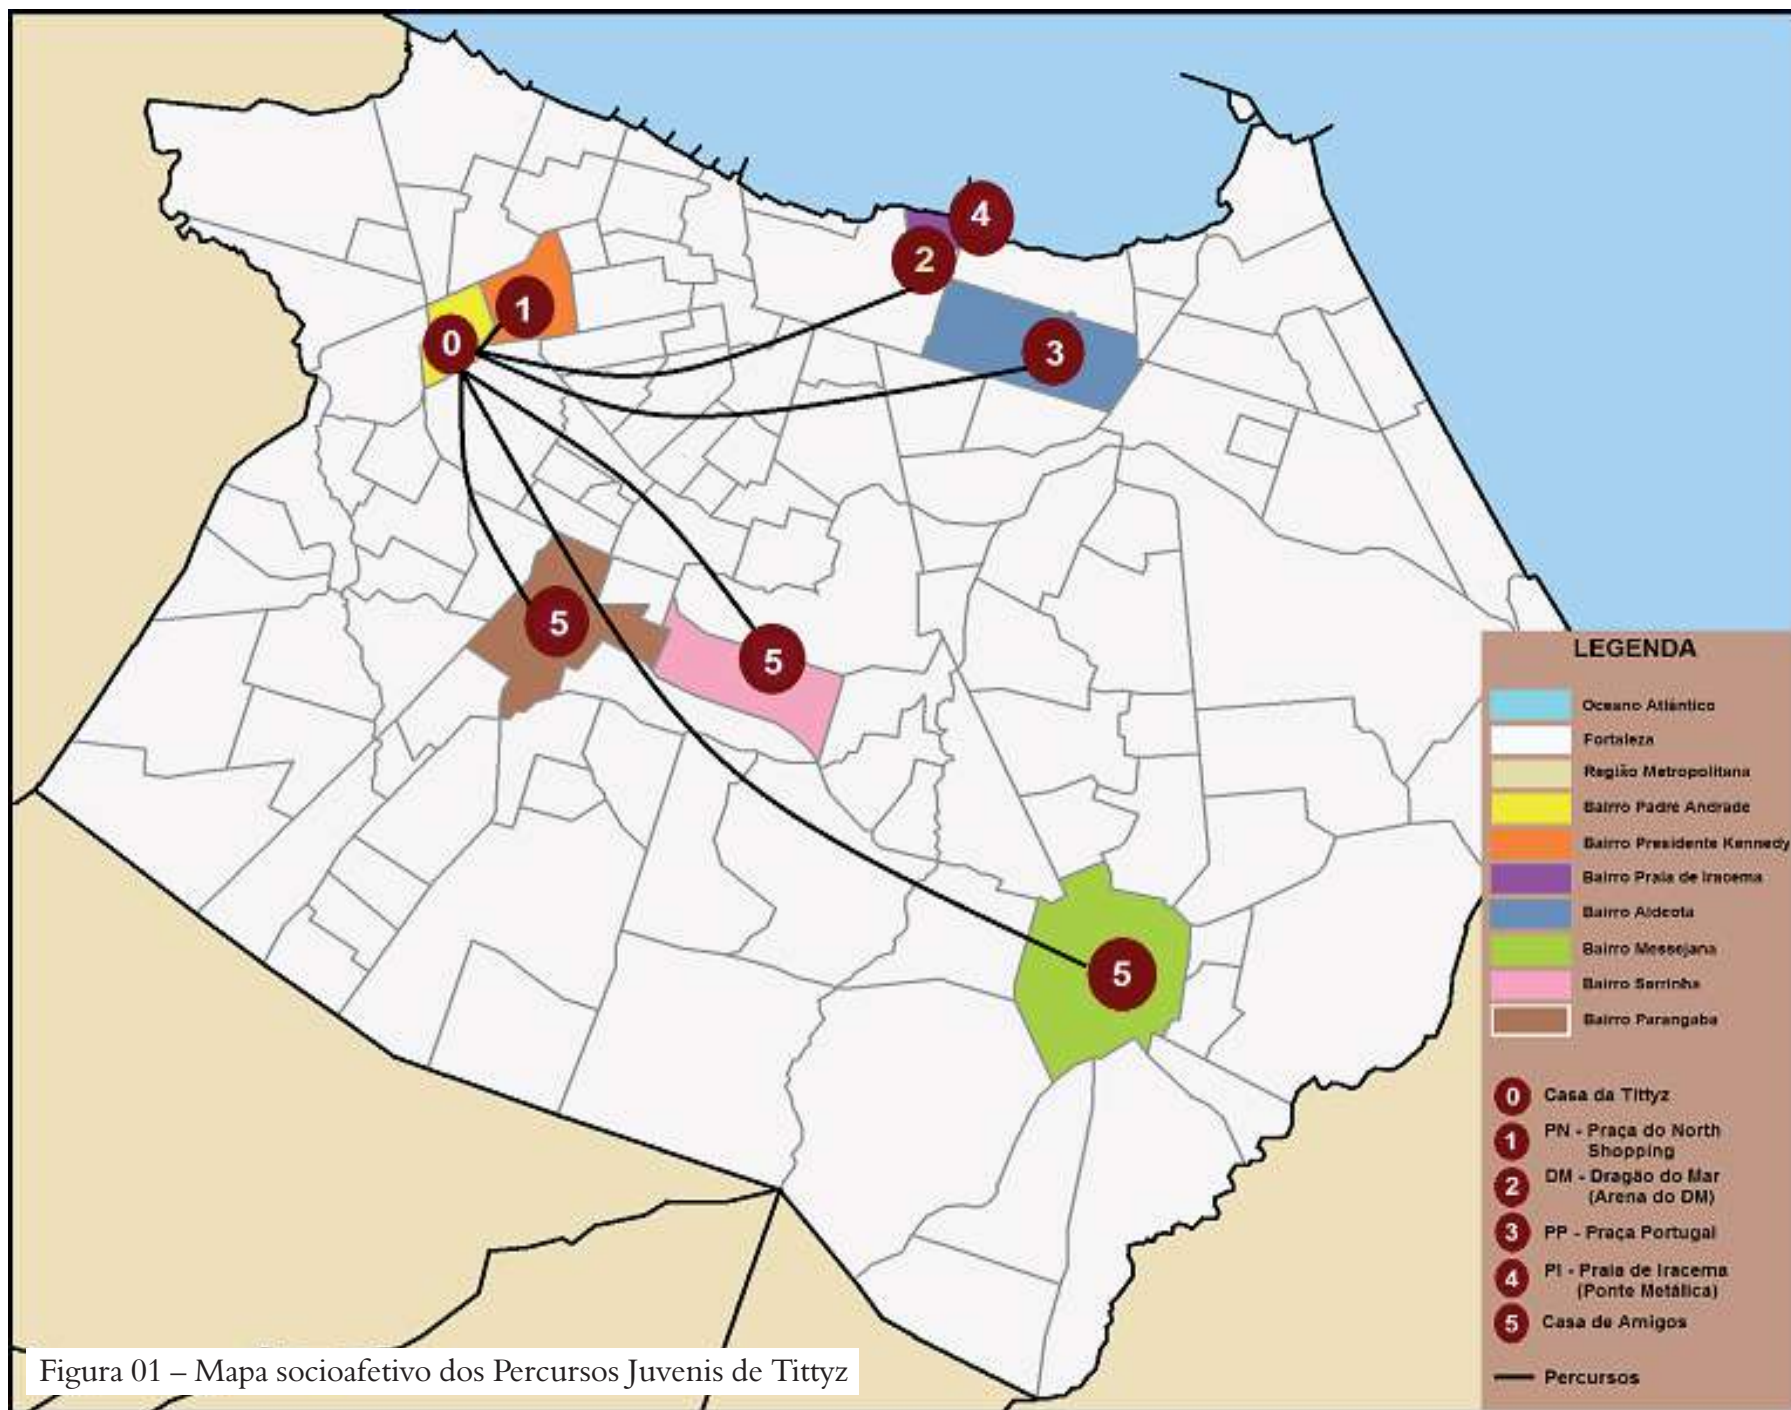 4
2
1
0
3
5
5
5
LEGENDA
Oceano Atlântico
Fortaleza
Região Metropolitana
Bairro Padre Andrade
Bairro Presidente Kennedy
Bairro Praia de Iracema
Bairro Aldeota
Bairro Messejana
Bairro Serrinha
Bairro Parangaba
0 Casa da Tittyz
1 PN - Praça do North
Shopping
2 DM - Dragão do Mar
(Arena do DM)
3 PP - Praça Portugal
4 PI - Praia de Iracema
(Ponte Metálica)
5 Casa de Amigos
Percursos
Figura 01 – Mapa socioafetivo dos Percursos Juvenis de Tittyz